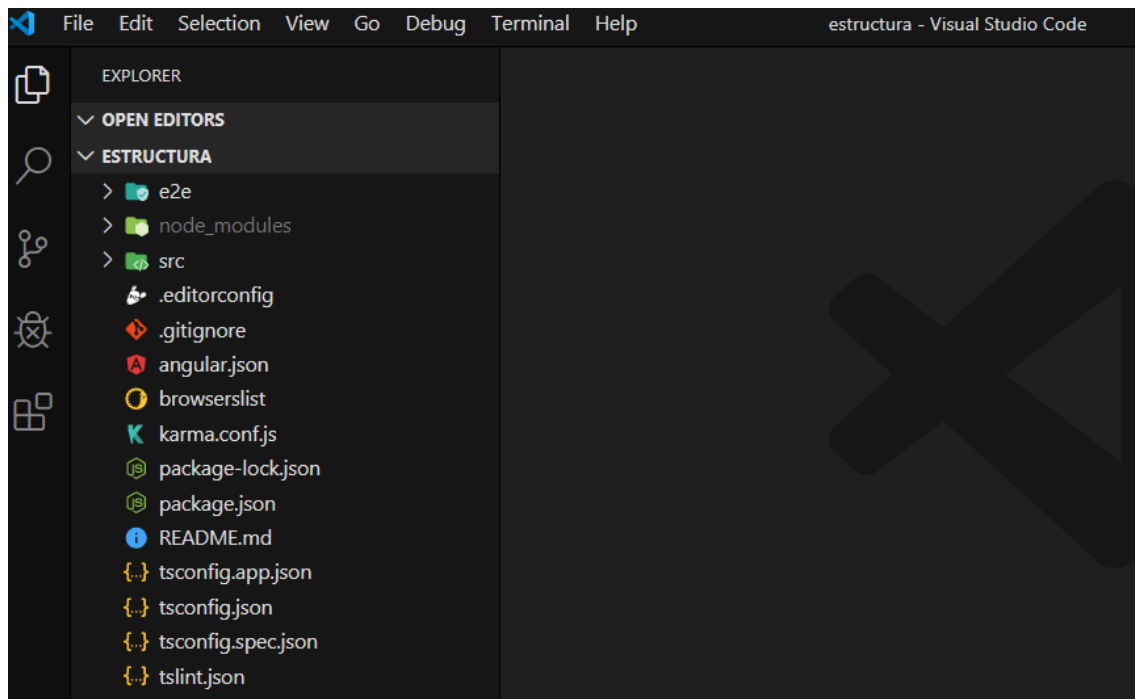 File Edit Selection View Go Debug Terminal Help estructura - Visual Studio Code
EXPLORER
OPEN EDITORS
ESTRUCTURA
e2e
node_modules
src
.editorconfig
.gitignore
angular.json
browserslist
karma.conf.js
package-lock.json
package.json
README.md
{..} tsconfig.app.json
{..} tsconfig.json
{..} tsconfig.spec.json
{..} tslint.json